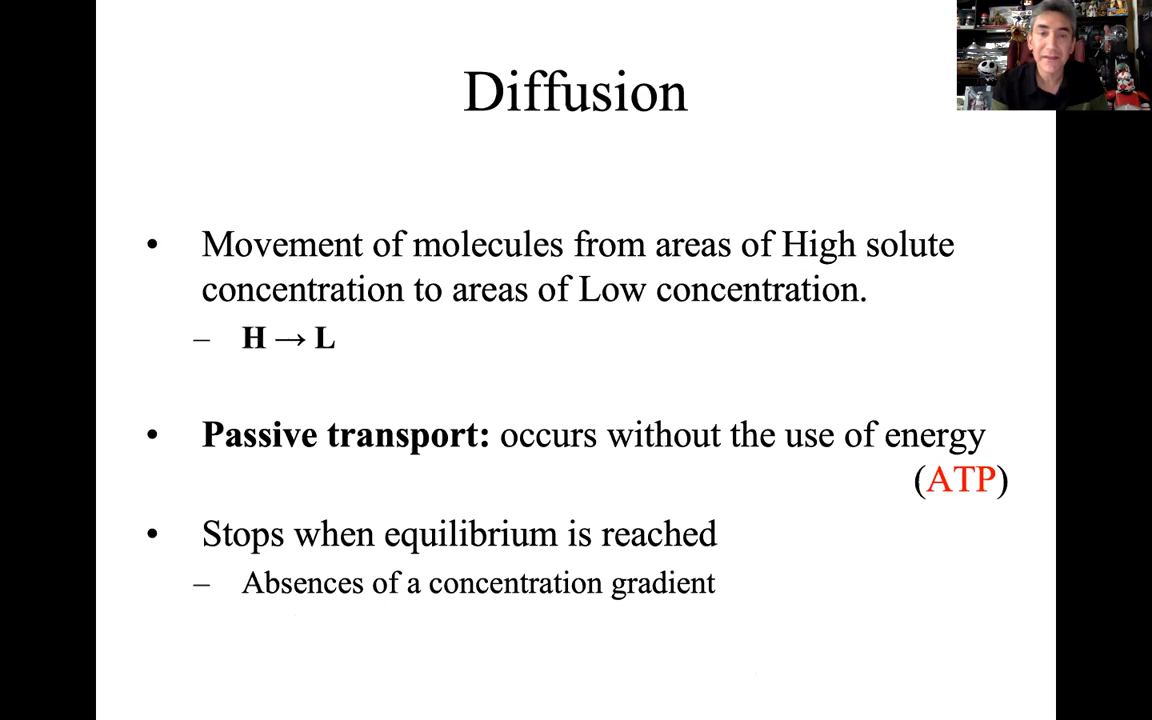 Diffusion
• Movement of molecules from areas of High solute
concentration to areas of Low concentration.
– H → L
• Passive transport: occurs without the use of energy
(ATP)
• Stops when equilibrium is reached
– Absences of a concentration gradient